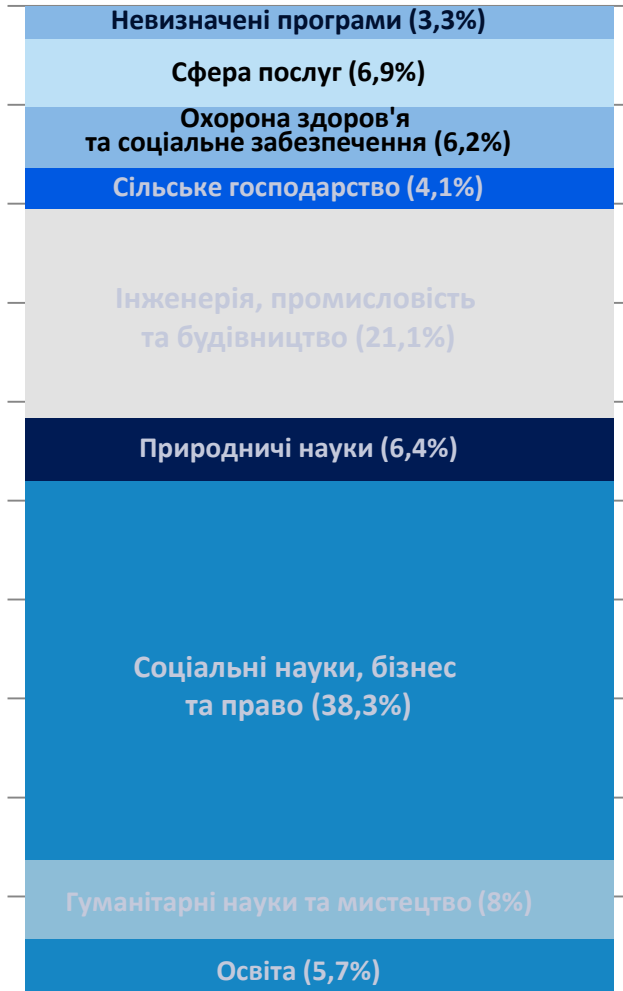 Невизначені програми (3,3%)
Сфера послуг (6,9%)
Охорона здоров'я
та соціальне забезпечення (6,2%)
Сільське господарство (4,1%)
Інженерія, промисловість
та будівництво (21,1%)
Природничі науки (6,4%)
Соціальні науки, бізнес
та право (38,3%)
Гуманітарні науки та мистецтво (8%)
Освіта (5,7%)